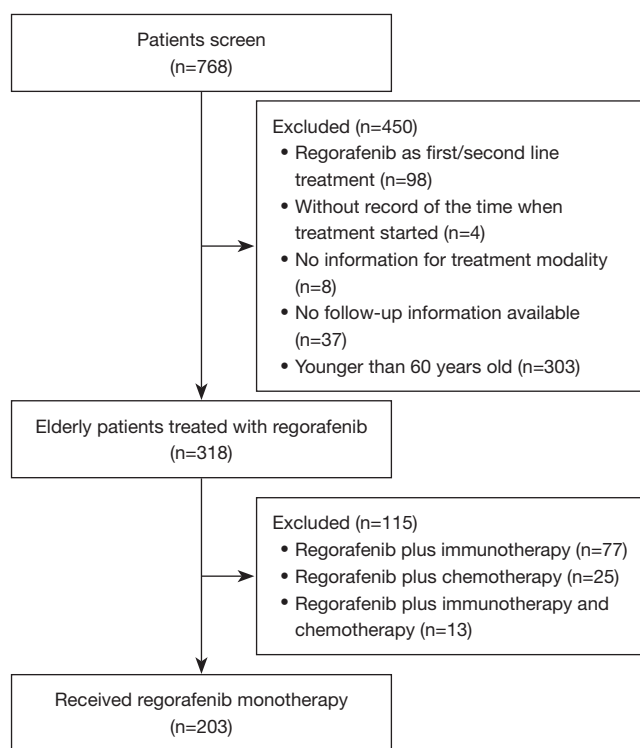 Patients screen
(n=768)
Excluded (n=450)
• Regorafenib as first/second line
treatment (n=98)
• Without record of the time when
treatment started (n=4)
• No information for treatment modality
(n=8)
• No follow-up information available
(n=37)
• Younger than 60 years old (n=303)
Elderly patients treated with regorafenib
(n=318)
Excluded (n=115)
• Regorafenib plus immunotherapy (n=77)
• Regorafenib plus chemotherapy (n=25)
• Regorafenib plus immunotherapy and
chemotherapy (n=13)
Received regorafenib monotherapy
(n=203)